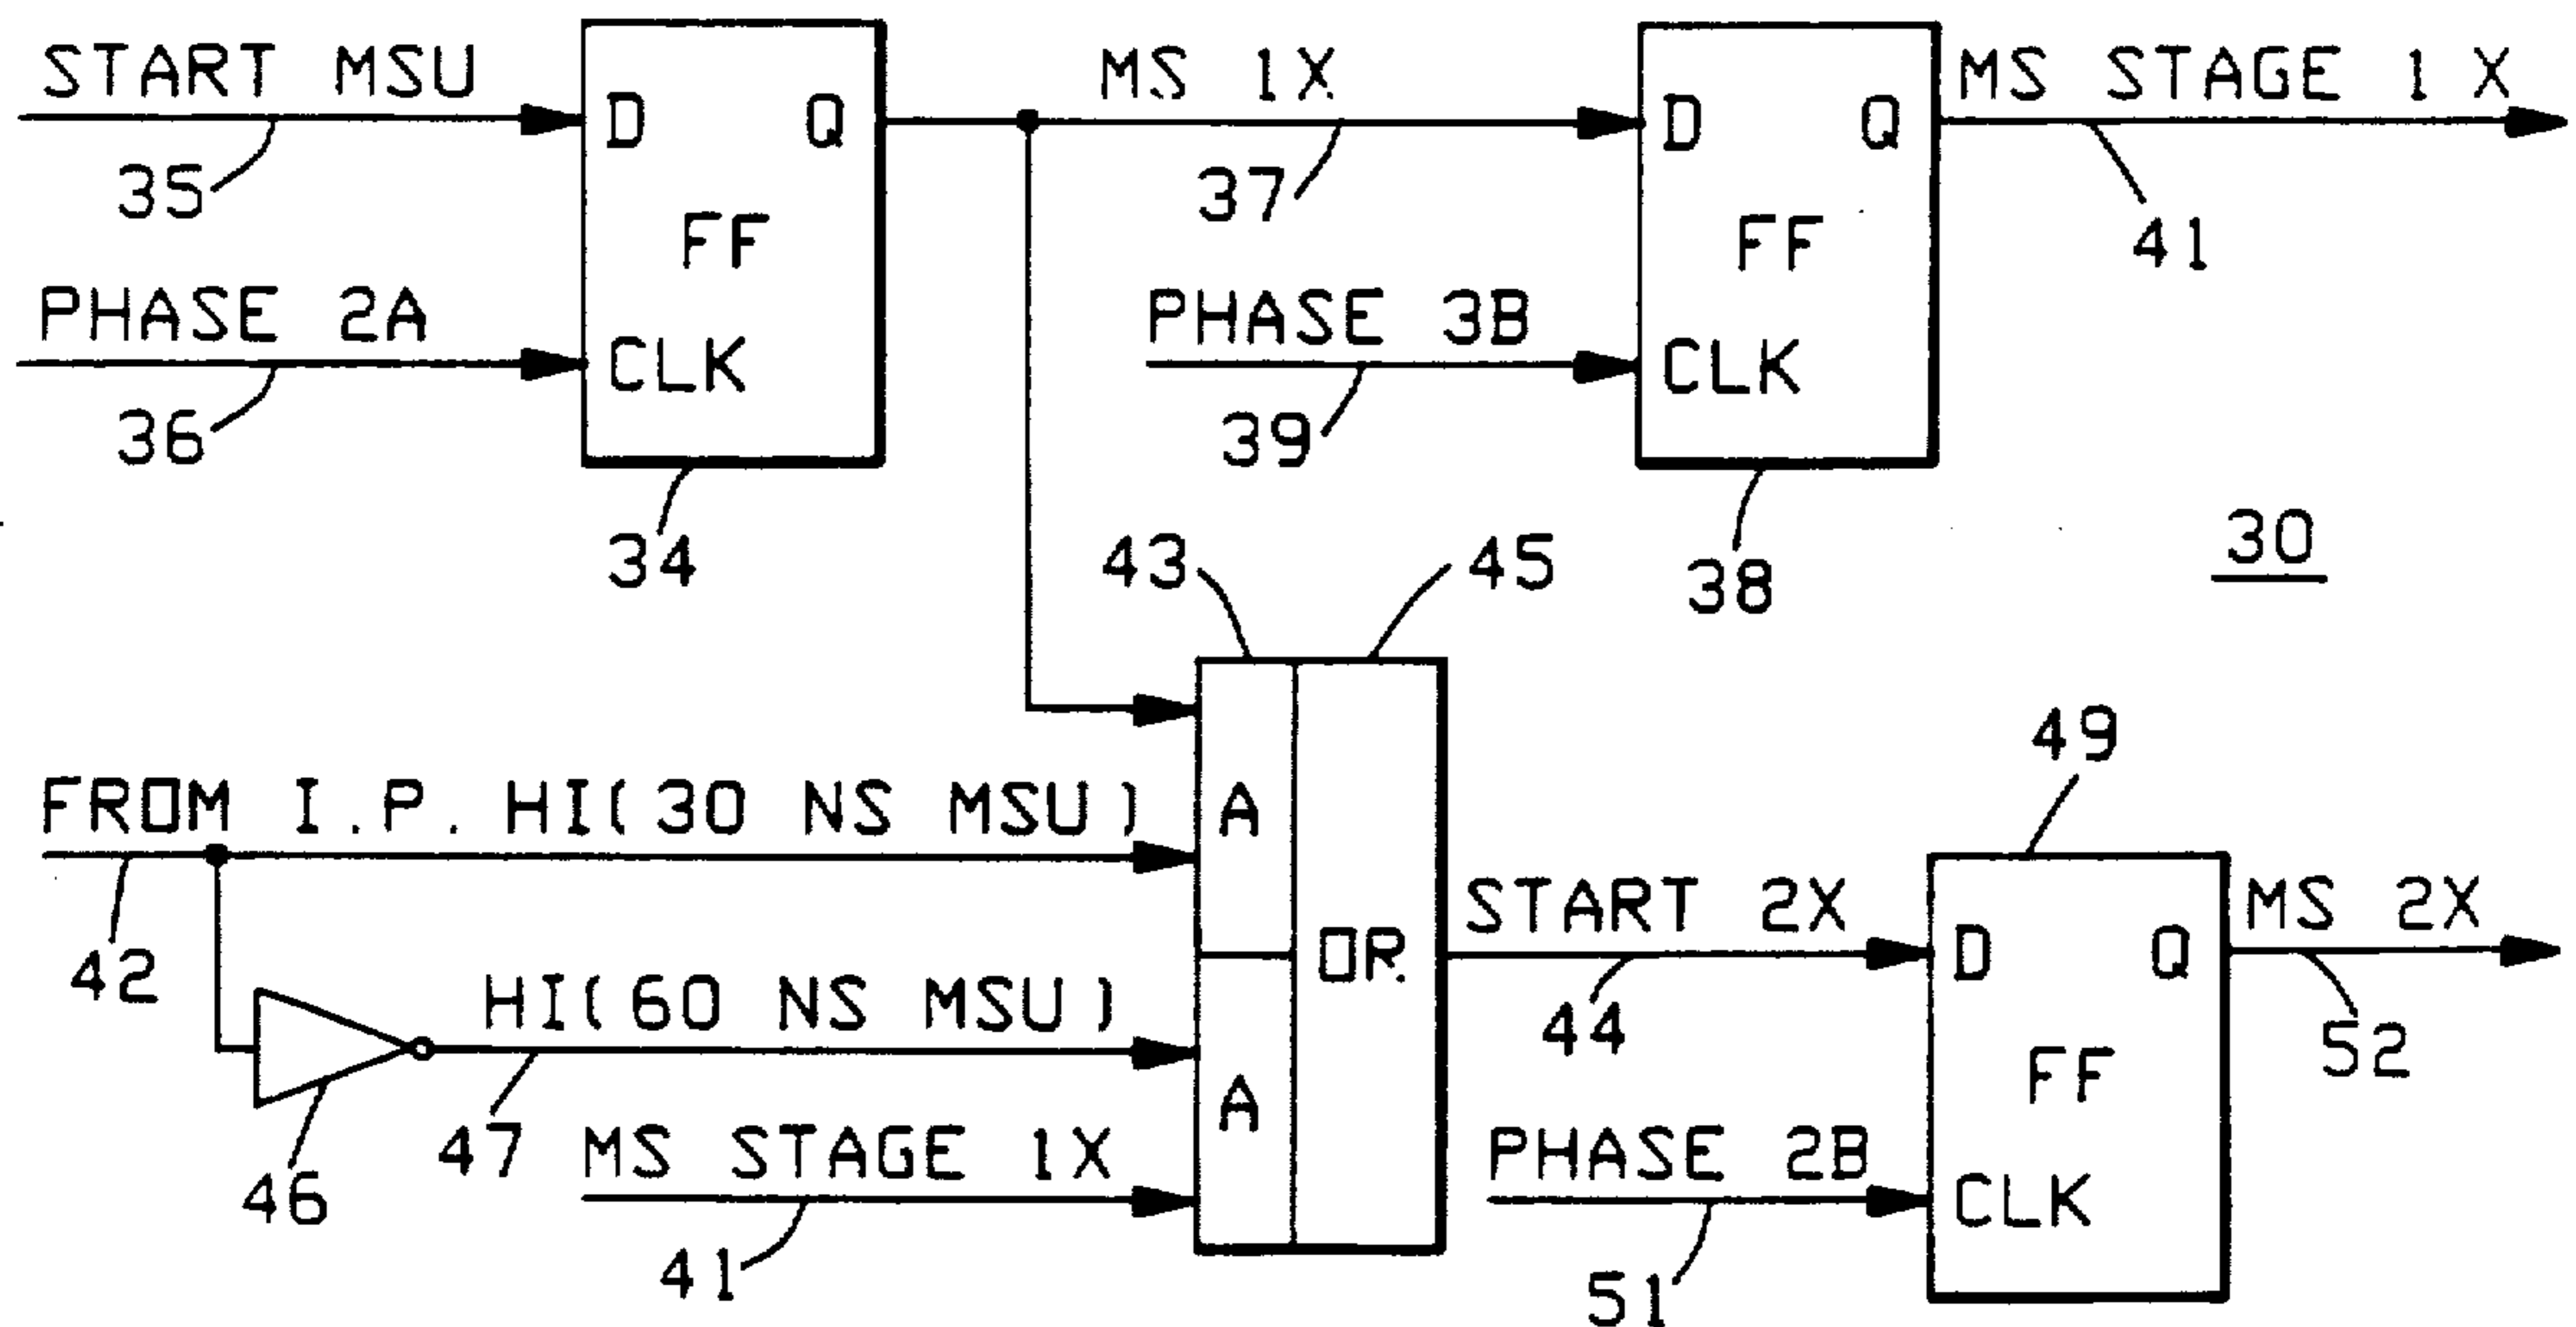 START MSU
35
PHASE 2A
36
D Q
FF
CLK
34
MS 1X
37
PHASE 3B
39
D Q
FF
CLK
38
MS STAGE 1 X
41
30
43
45
FROM I.P. HI(30 NS MSU)
42
HI(60 NS MSU)
46
47
MS STAGE 1X
41
A
A
OR
START 2X
44
PHASE 2B
51
49
D Q
FF
CLK
MS 2X
52